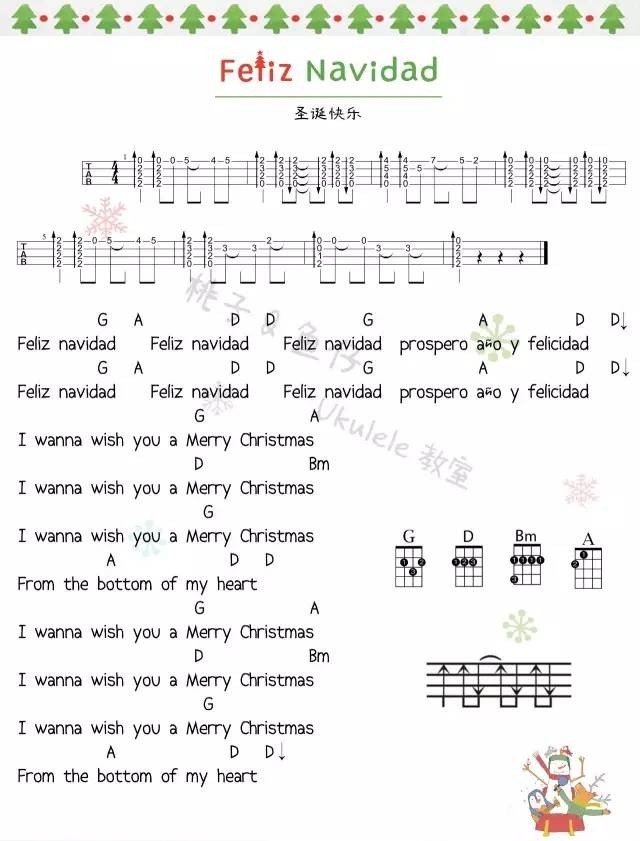 Feliz Navidad
圣诞快乐
G A D D G A D D↓
Feliz navidad Feliz navidad Feliz navidad prospero año y felicidad
G A D D G A D D↓
Feliz navidad Feliz navidad Feliz navidad prospero año y felicidad
G A
I wanna wish you a Merry Christmas
D Bm
I wanna wish you a Merry Christmas
G
I wanna wish you a Merry Christmas
A D D
From the bottom of my heart
G A
I wanna wish you a Merry Christmas
D Bm
I wanna wish you a Merry Christmas
G
I wanna wish you a Merry Christmas
A D D↓
From the bottom of my heart
G D Bm A
桃子&鱼仔
Ukulele 教室